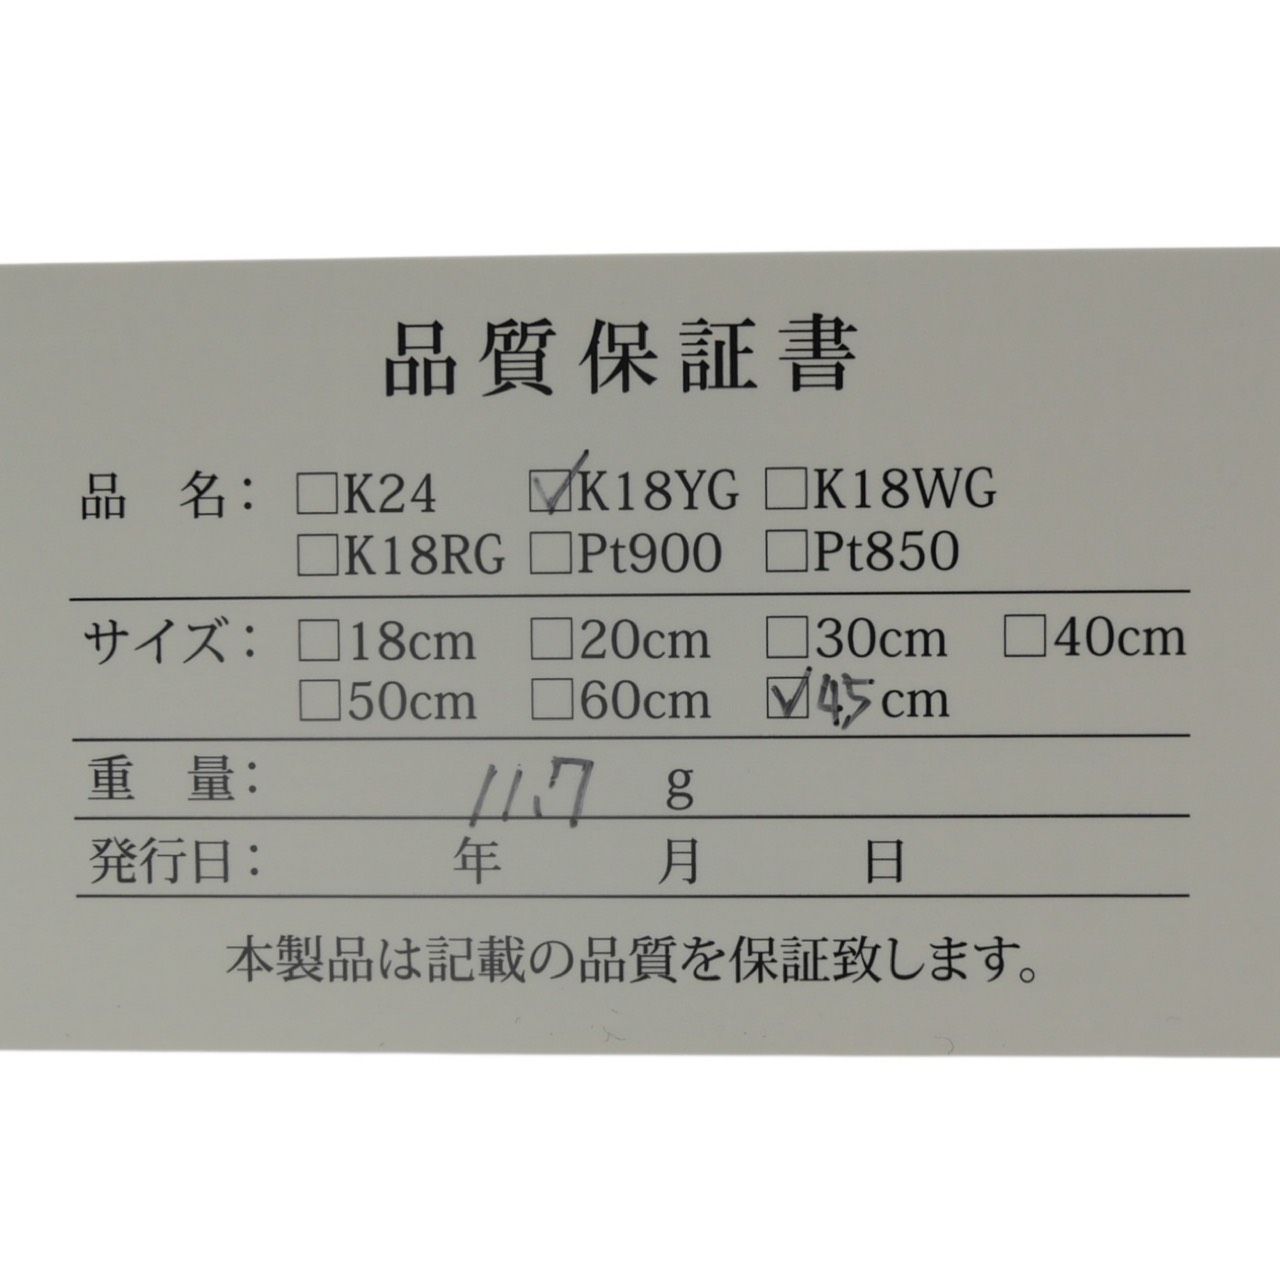 品質保証書
品 名： □K24 ☑K18YG □K18WG
□K18RG □Pt900 □Pt850
サイズ： □18cm □20cm □30cm □40cm
□50cm □60cm ☑45cm
重 量： 11.7 g
発行日： 年 月 日
本製品は記載の品質を保証致します。